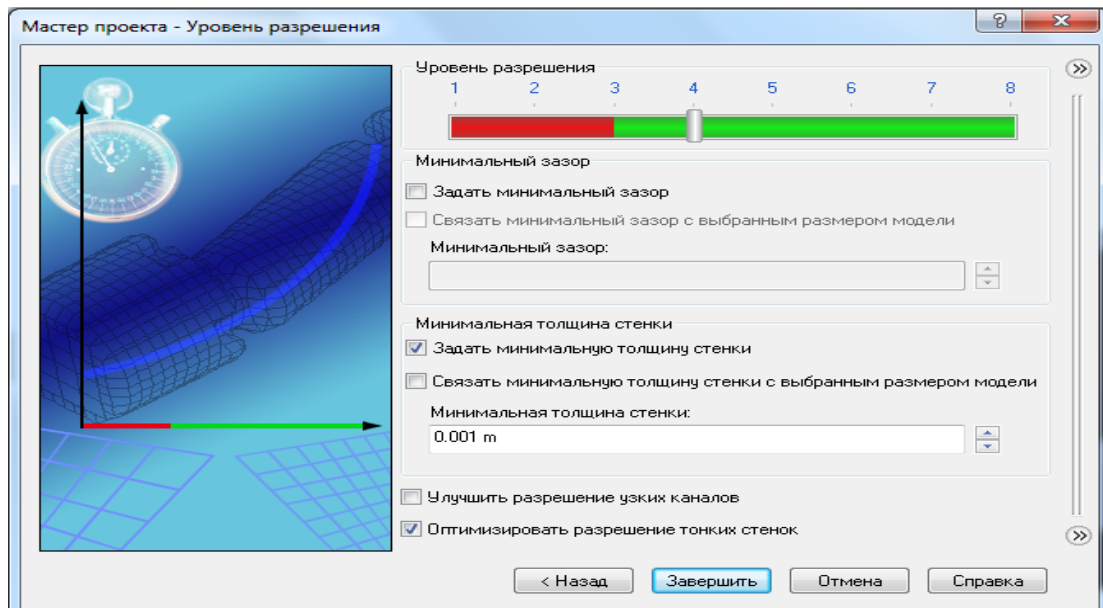 Мастер проекта - Уровень разрешения
Уровень разрешения
1 2 3 4 5 6 7 8
Минимальный зазор
Задать минимальный зазор
Связать минимальный зазор с выбранным размером модели
Минимальный зазор:
Минимальная толщина стенки
Задать минимальную толщину стенки
Связать минимальную толщину стенки с выбранным размером модели
Минимальная толщина стенки:
0.001 m
Улучшить разрешение узких каналов
Оптимизировать разрешение тонких стенок
< Назад Завершить Отмена Справка